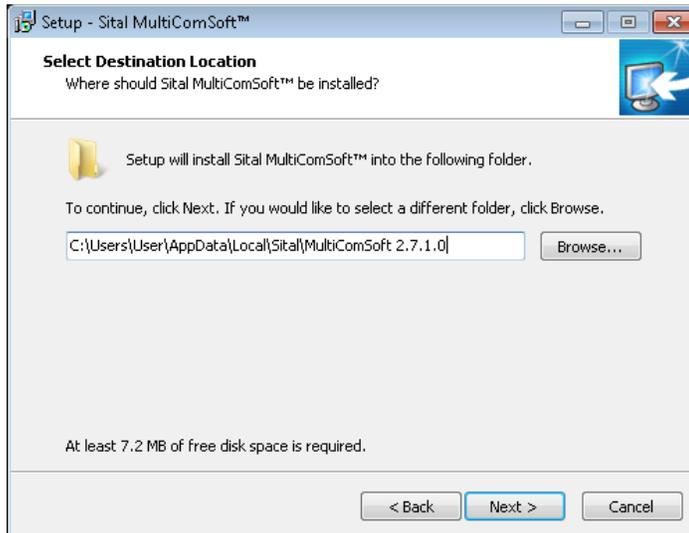 Setup - Sital MultiComSoft™
Select Destination Location
Where should Sital MultiComSoft™ be installed?
Setup will install Sital MultiComSoft™ into the following folder.
To continue, click Next. If you would like to select a different folder, click Browse.
C:\Users\User\AppData\Local\Sital\MultiComSoft 2.7.1.0
Browse...
At least 7.2 MB of free disk space is required.
< Back Next > Cancel